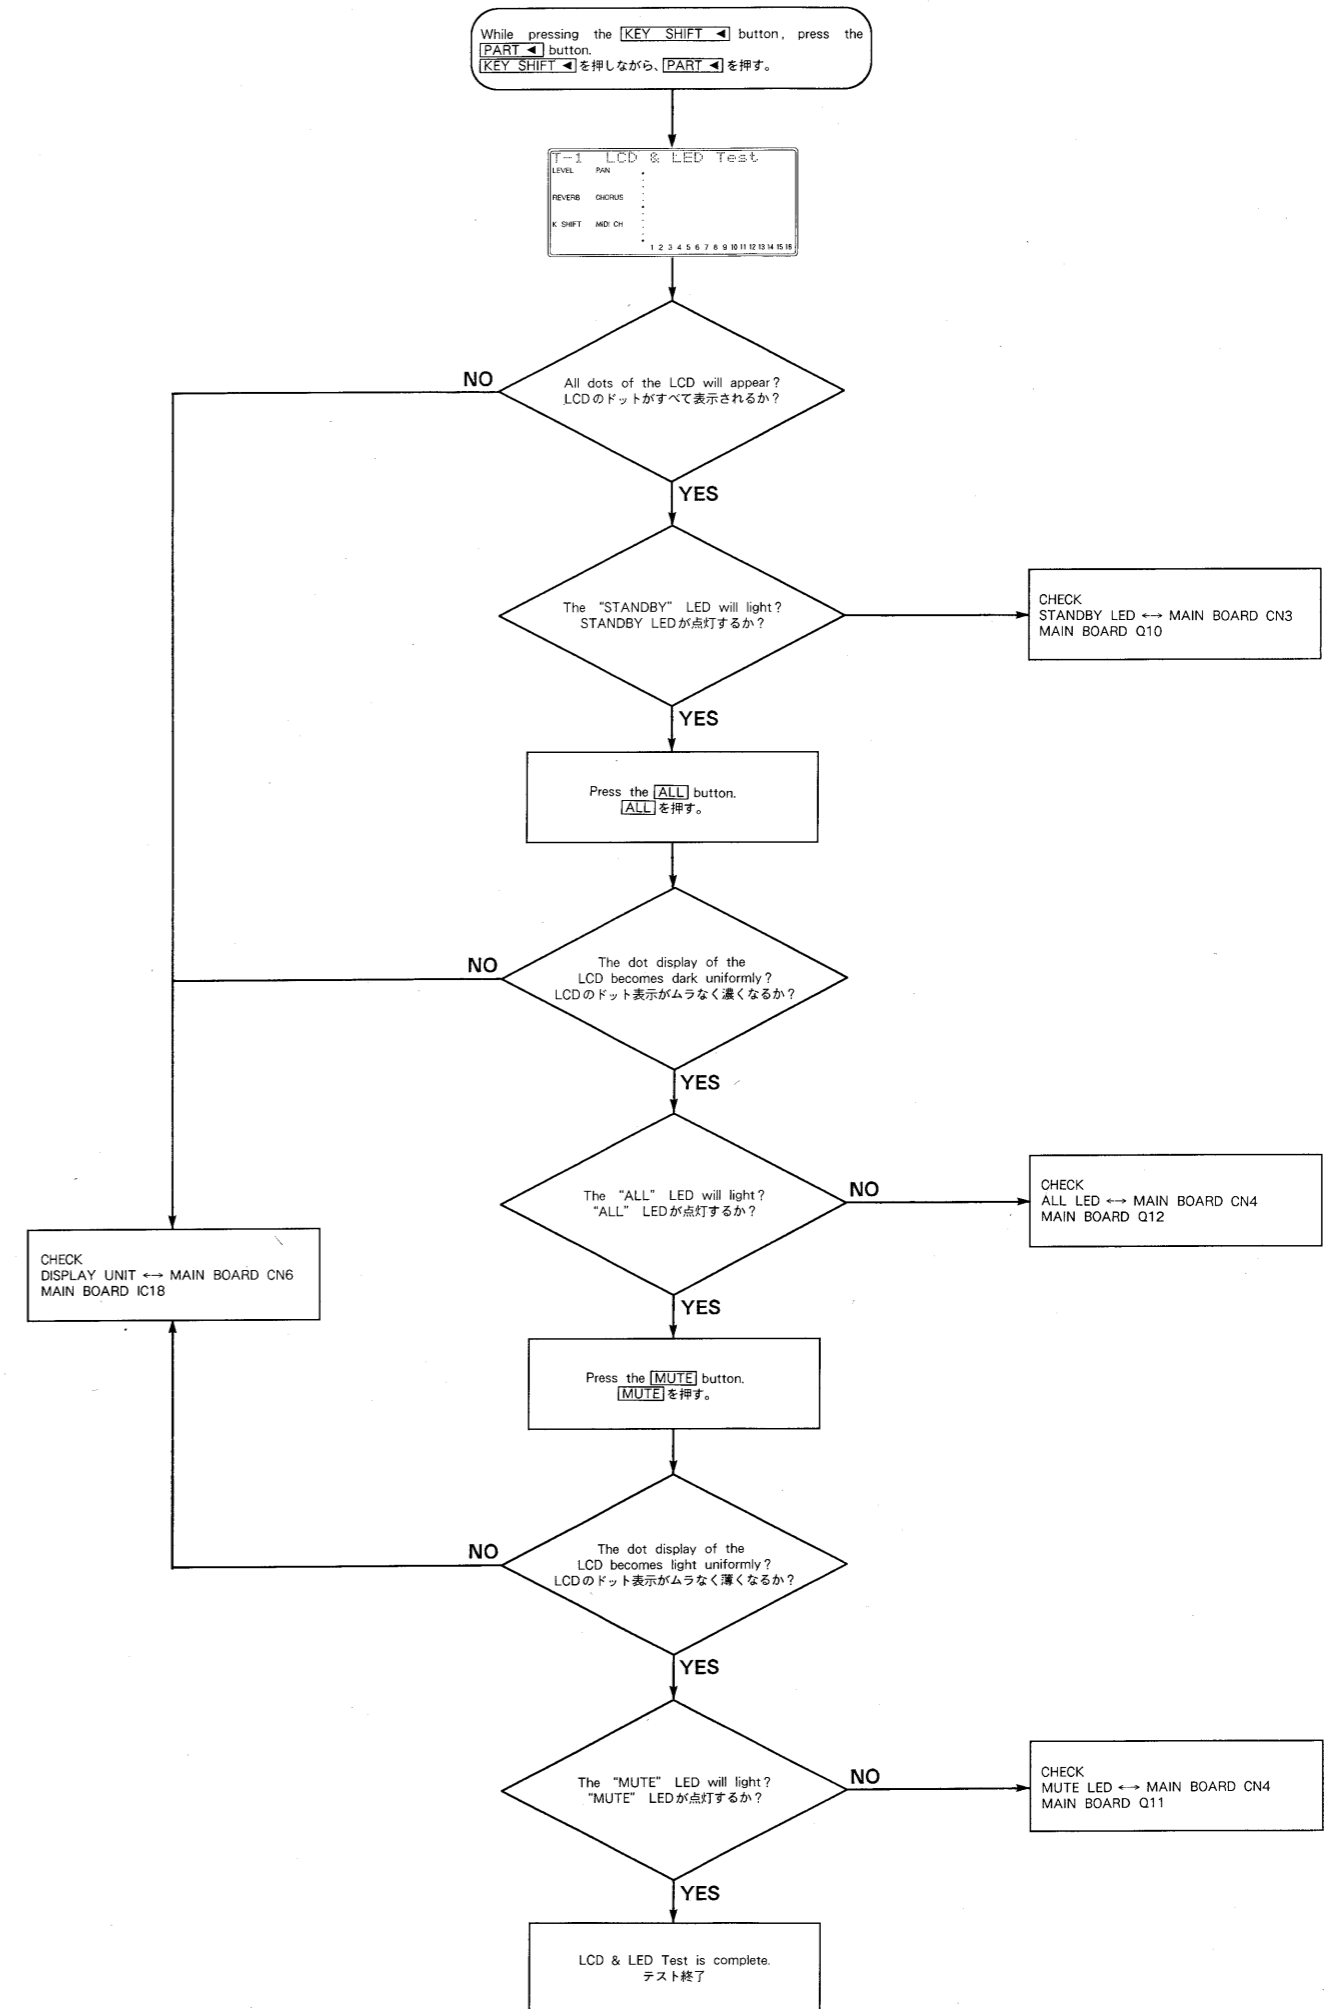 While pressing the KEY SHIFT ◄ button, press the
PART ◄ button.
KEY SHIFT ◄ を押しながら、PART ◄ を押す。
T-1 LCD & LED Test
LEVEL PAN
REVERB CHORUS
K SHIFT MIDI CH
1 2 3 4 5 6 7 8 9 10 11 12 13 14 15 16
NO
All dots of the LCD will appear?
LCDのドットがすべて表示されるか?
YES
The "STANDBY" LED will light?
STANDBY LEDが点灯するか?
CHECK
STANDBY LED ↔ MAIN BOARD CN3
MAIN BOARD Q10
YES
Press the ALL button.
ALL を押す。
NO
The dot display of the
LCD becomes dark uniformly?
LCDのドット表示がムラなく濃くなるか?
YES
The "ALL" LED will light?
"ALL" LEDが点灯するか?
NO
CHECK
ALL LED ↔ MAIN BOARD CN4
MAIN BOARD Q12
CHECK
DISPLAY UNIT ↔ MAIN BOARD CN6
MAIN BOARD IC18
YES
Press the MUTE button.
MUTE を押す。
NO
The dot display of the
LCD becomes light uniformly?
LCDのドット表示がムラなく薄くなるか?
YES
The "MUTE" LED will light?
"MUTE" LEDが点灯するか?
NO
CHECK
MUTE LED ↔ MAIN BOARD CN4
MAIN BOARD Q11
YES
LCD & LED Test is complete.
テスト終了